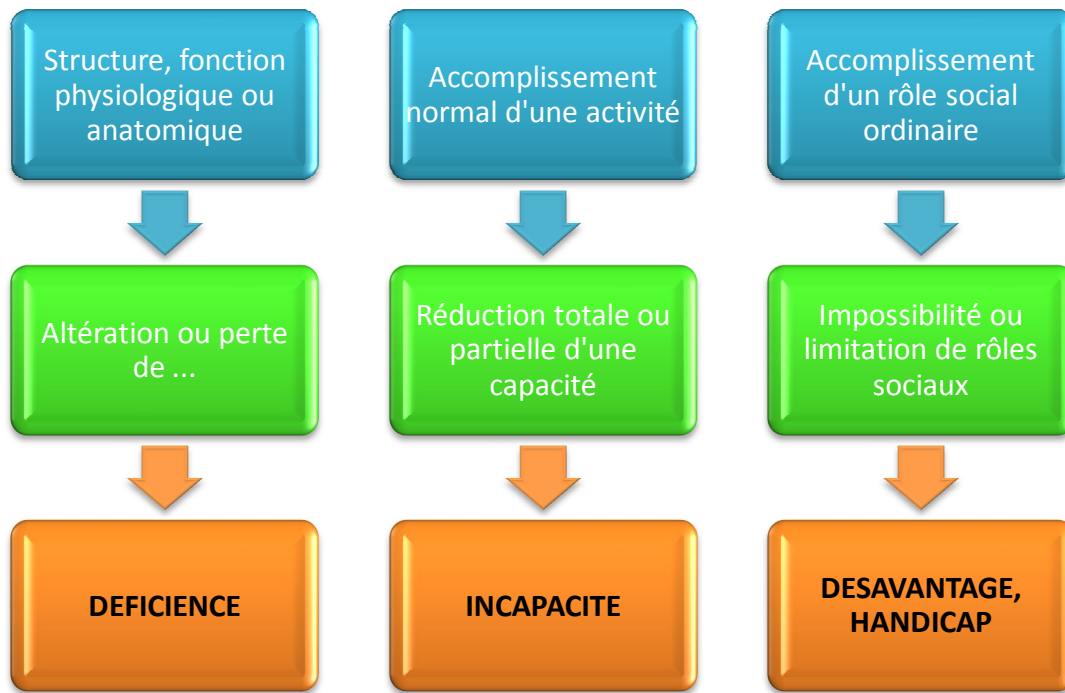 Structure, fonction
physiologique ou
anatomique
Accomplissement
normal d'une activité
Accomplissement
d'un rôle social
ordinaire
Altération ou perte
de ...
Réduction totale ou
partielle d'une
capacité
Impossibilité ou
limitation de rôles
sociaux
DEFICIENCE
INCAPACITE
DESAVANTAGE,
HANDICAP